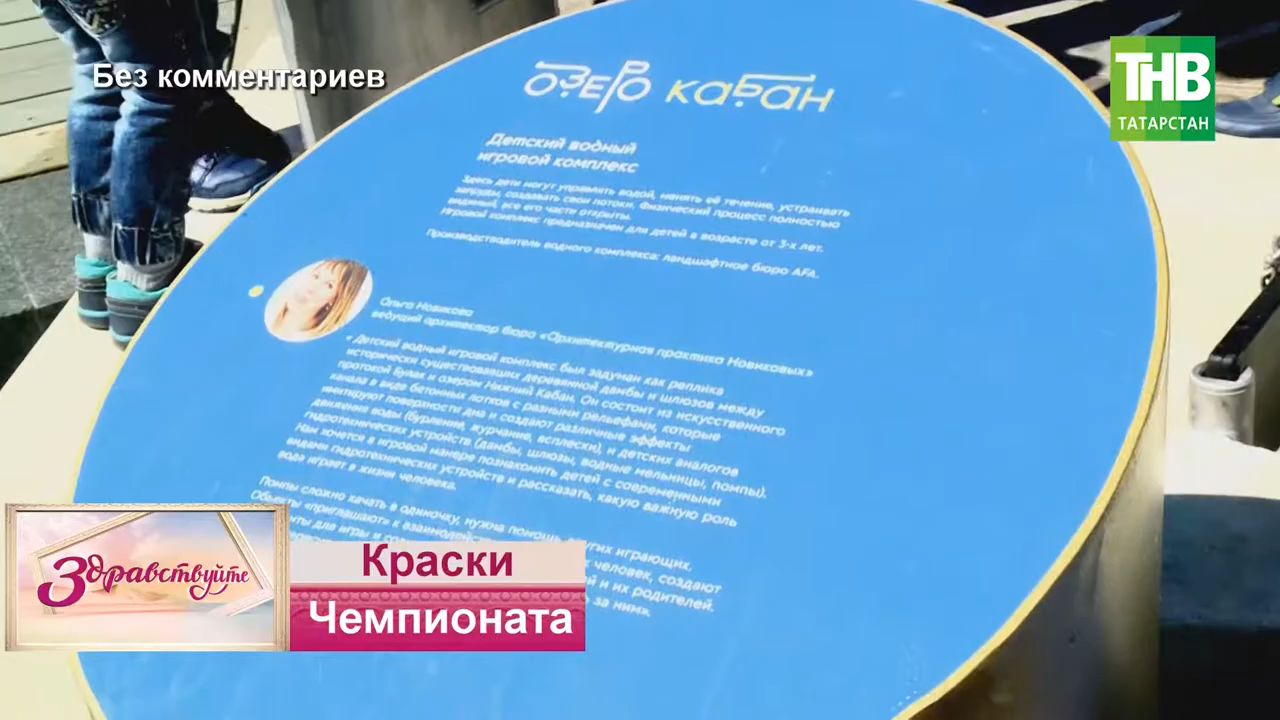 Без комментариев
ТНВ
ТАТАРСТАН
ОЗЕРО КАБАН
Детский водный
игровой комплекс
Здесь дети могут управлять водой, менять её течение, устраивать
запруды, создавать свои потоки. Физический процесс полностью
видимый, все его части открыты.
Игровой комплекс предназначен для детей в возрасте от 3-х лет.
Производитель водного комплекса: ландшафтное бюро AFA.
Ольга Новикова
ведущий архитектор бюро «Архитектурная практика Новиковых»
« Детский водный игровой комплекс был задуман как реплика
исторически существовавших деревянной дамбы и шлюзов между
протокой Булак и озером Нижний Кабан. Он состоит из искусственного
канала в виде бетонных лотков с разными рельефами, которые
имитируют поверхности дна и создают различные эффекты
движения воды (бурление, журчание, всплески), и детских аналогов
гидротехнических устройств (дамбы, шлюзы, водные мельницы, помпы).
Нам хочется в игровой манере познакомить детей с современными
видами гидротехнических устройств и рассказать, какую важную роль
вода играет в жизни человека.
Помпы сложно качать в одиночку, нужна помощь других играющих.
Объекты «приглашают» к
для игры и
человек, создают
и их родителей.
за ним».
Здравствуйте
Краски
Чемпионата